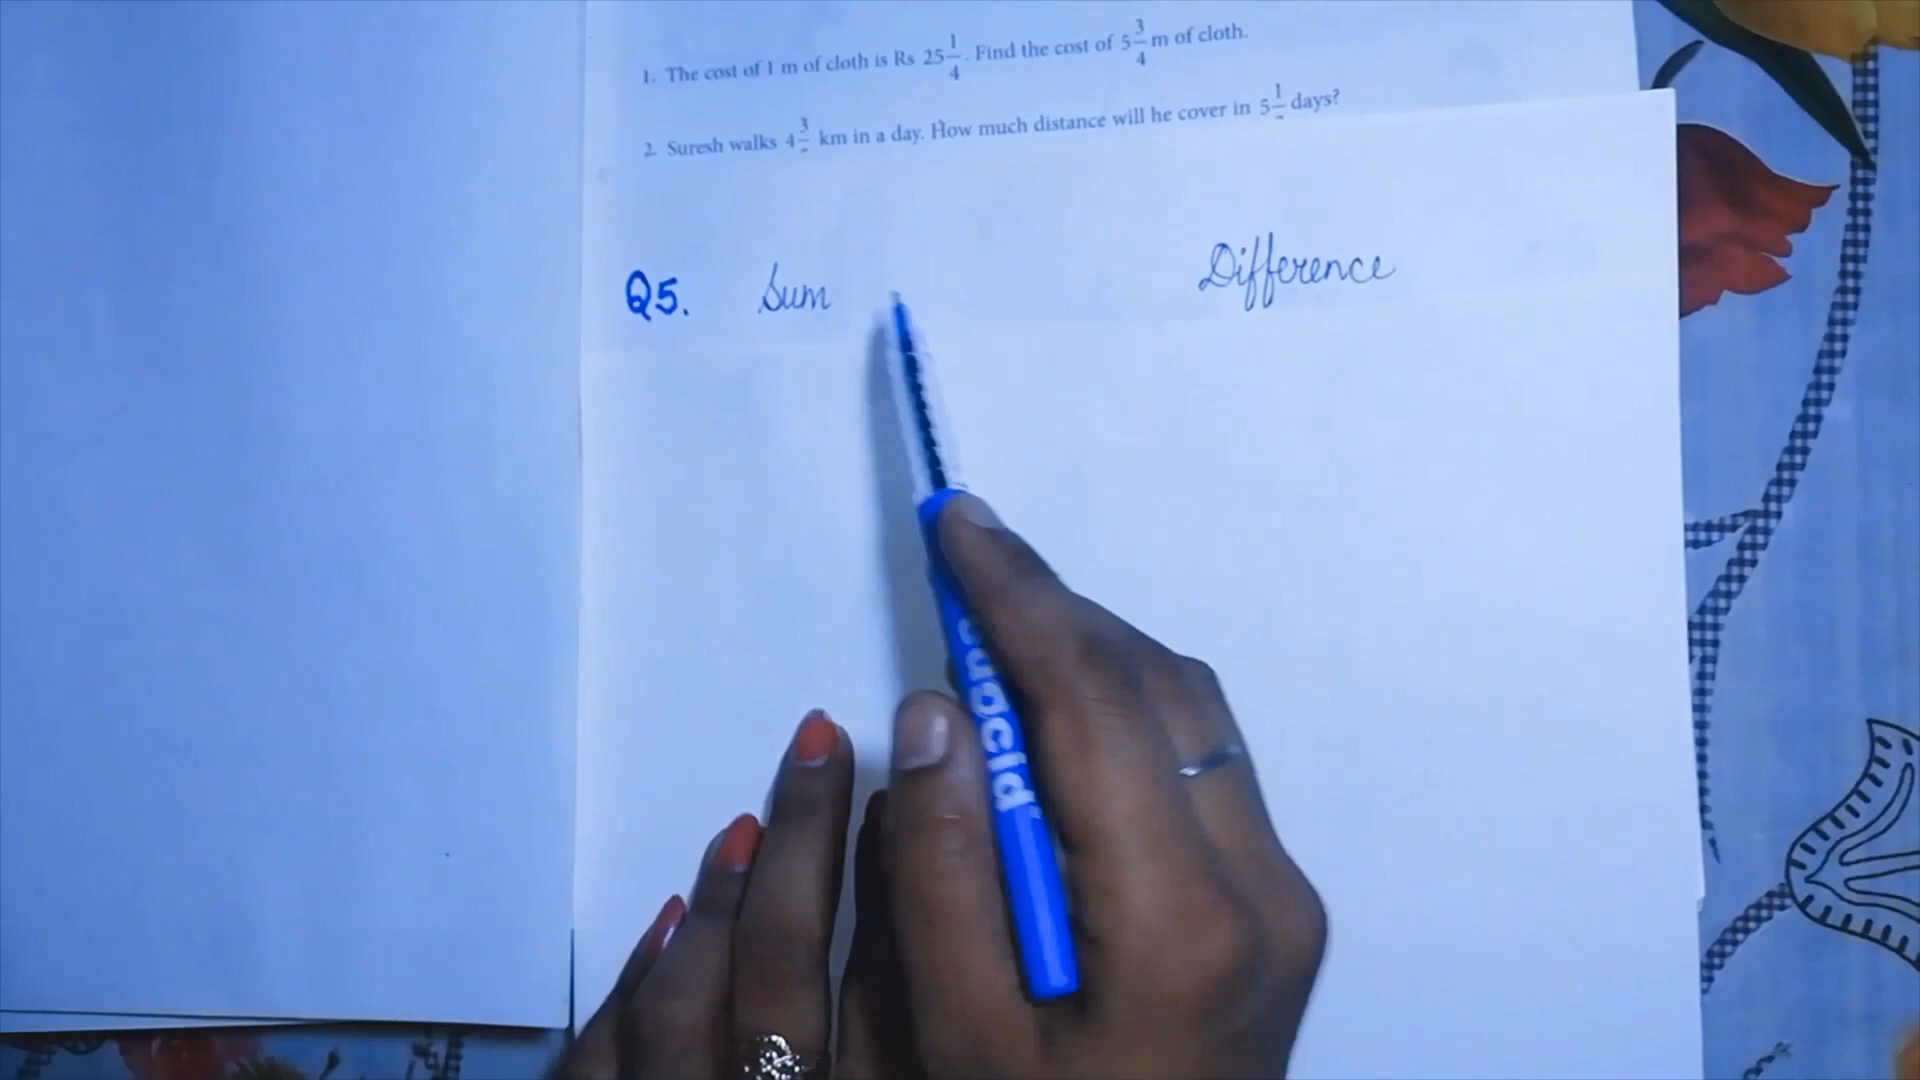 1. The cost of 1 m of cloth is Rs 25 1/4. Find the cost of 5 3/4 m of cloth.
2. Suresh walks 4 3/ km in a day. How much distance will he cover in 5 1/ days?
Q5. Sum Difference